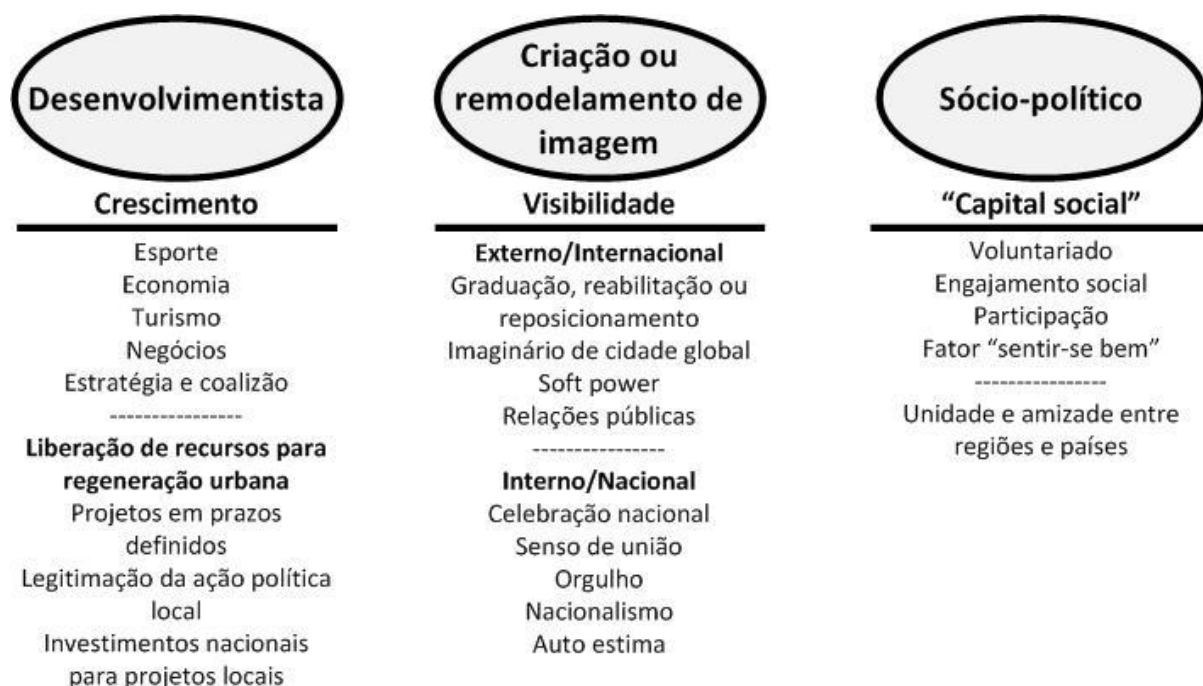 Desenvolvimentista
Crescimento
Esporte
Economia
Turismo
Negócios
Estratégia e coalizão
----------------
Liberação de recursos para
regeneração urbana
Projetos em prazos
definidos
Legitimação da ação política
local
Investimentos nacionais
para projetos locais
Criação ou
remodelamento de
imagem
Visibilidade
Externo/Internacional
Graduação, reabilitação ou
reposicionamento
Imaginário de cidade global
Soft power
Relações públicas
----------------
Interno/Nacional
Celebração nacional
Senso de união
Orgulho
Nacionalismo
Auto estima
Sócio-político
“Capital social”
Voluntariado
Engajamento social
Participação
Fator “sentir-se bem”
----------------
Unidade e amizade entre
regiões e países